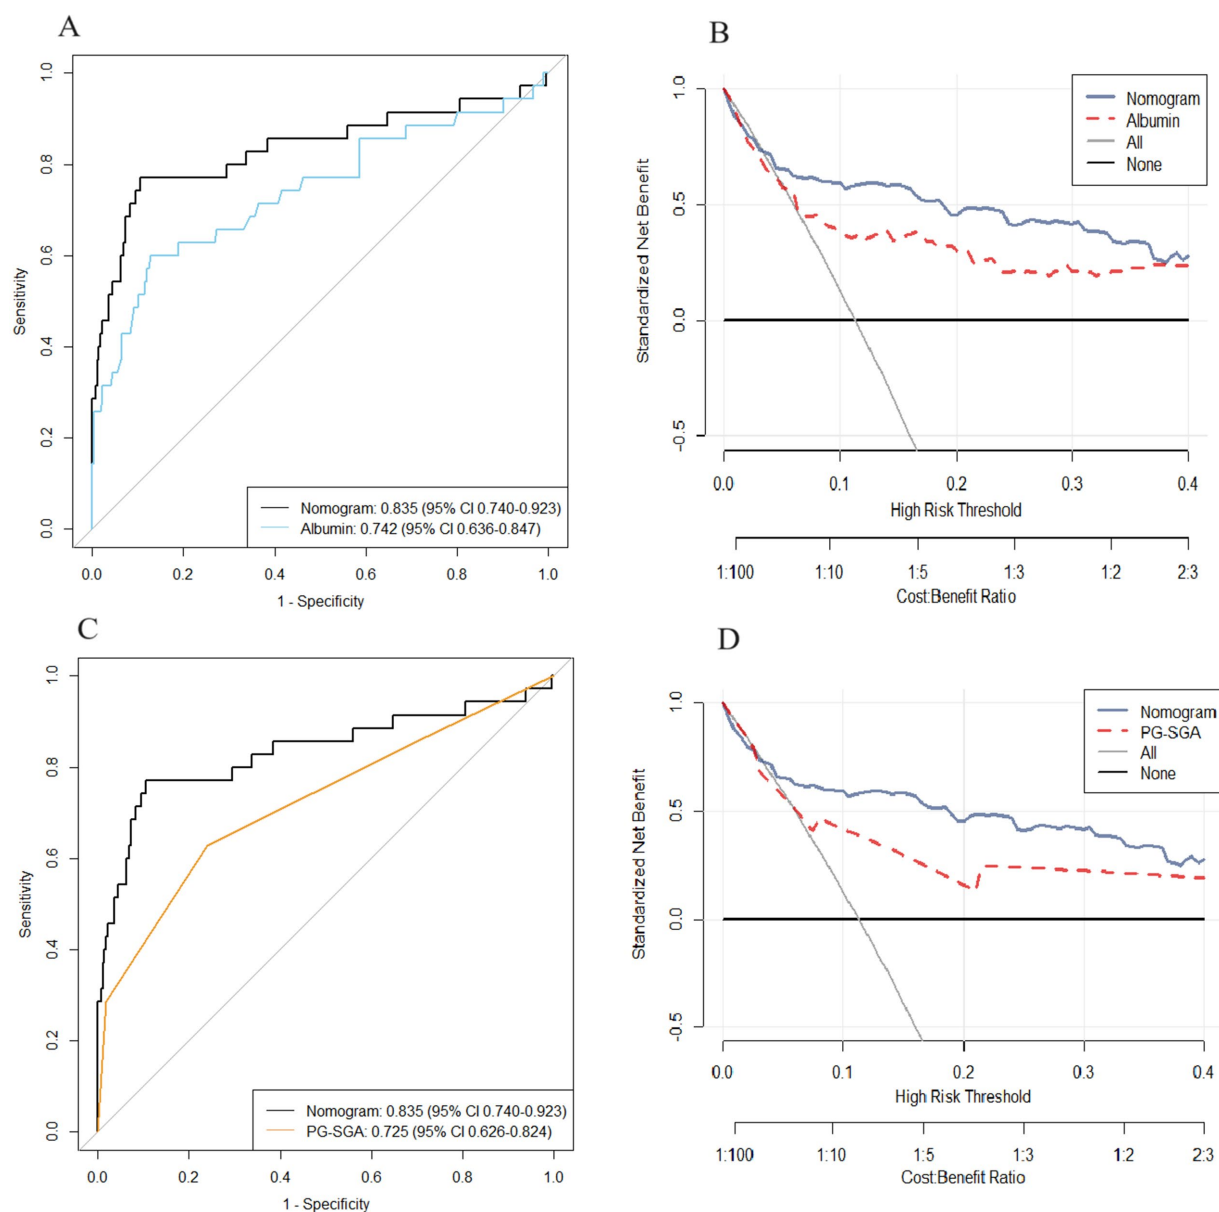 A
Sensitivity
1.0
0.8
0.6
0.4
0.2
0.0
Nomogram: 0.835 (95% CI 0.740-0.923)
Albumin: 0.742 (95% CI 0.636-0.847)
0.0 0.2 0.4 0.6 0.8 1.0
1 - Specificity
B
Standardized Net Benefit
1.0
0.5
0.0
-0.5
Nomogram
Albumin
All
None
0.0 0.1 0.2 0.3 0.4
High Risk Threshold
1:100 1:10 1:5 1:3 1:2 2:3
Cost:Benefit Ratio
C
Sensitivity
1.0
0.8
0.6
0.4
0.2
0.0
Nomogram: 0.835 (95% CI 0.740-0.923)
PG-SGA: 0.725 (95% CI 0.626-0.824)
0.0 0.2 0.4 0.6 0.8 1.0
1 - Specificity
D
Standardized Net Benefit
1.0
0.5
0.0
-0.5
Nomogram
PG-SGA
All
None
0.0 0.1 0.2 0.3 0.4
High Risk Threshold
1:100 1:10 1:5 1:3 1:2 2:3
Cost:Benefit Ratio